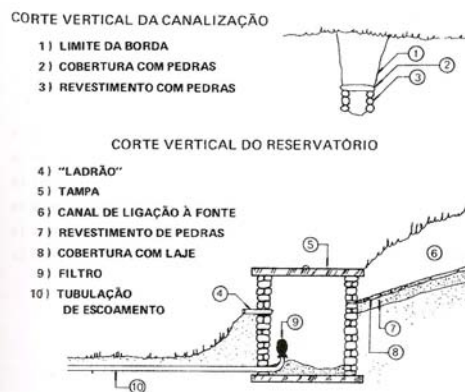 CORTE VERTICAL DA CANALIZAÇÃO
1) LIMITE DA BORDA
2) COBERTURA COM PEDRAS
3) REVESTIMENTO COM PEDRAS
1
2
3
CORTE VERTICAL DO RESERVATÓRIO
4) "LADRÃO"
5) TAMPA
6) CANAL DE LIGAÇÃO À FONTE
7) REVESTIMENTO DE PEDRAS
8) COBERTURA COM LAJE
9) FILTRO
10) TUBULAÇÃO
DE ESCOAMENTO
5
6
4
9
7
8
10